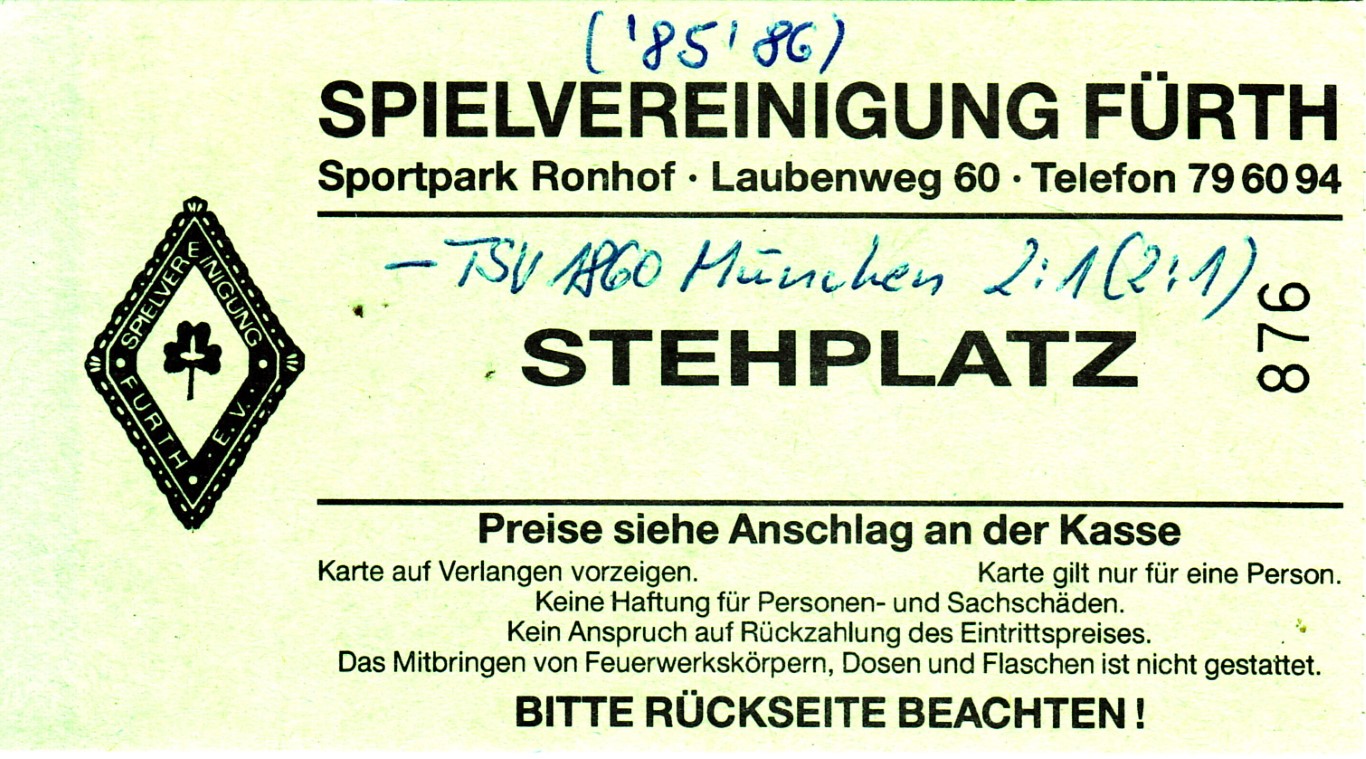 ('85'86)
SPIELVEREINIGUNG FÜRTH
Sportpark Ronhof · Laubenweg 60 · Telefon 79 60 94
– TSV 1860 München 2:1 (2:1)
876
STEHPLATZ
SPIELVEREINIGUNG
FÜRTH E.V.
Preise siehe Anschlag an der Kasse
Karte auf Verlangen vorzeigen. Karte gilt nur für eine Person.
Keine Haftung für Personen- und Sachschäden.
Kein Anspruch auf Rückzahlung des Eintrittspreises.
Das Mitbringen von Feuerwerkskörpern, Dosen und Flaschen ist nicht gestattet.
BITTE RÜCKSEITE BEACHTEN!